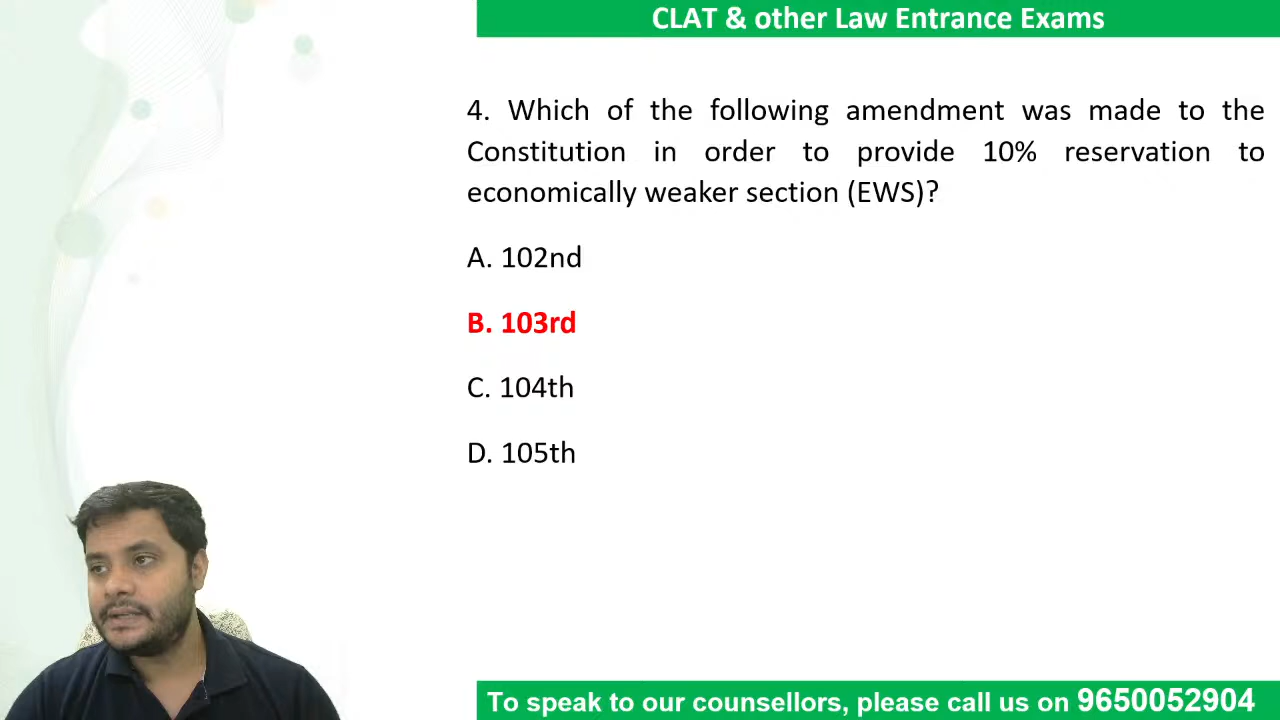 CLAT & other Law Entrance Exams
4. Which of the following amendment was made to the
Constitution in order to provide 10% reservation to
economically weaker section (EWS)?
A. 102nd
B. 103rd
C. 104th
D. 105th
To speak to our counsellors, please call us on 9650052904